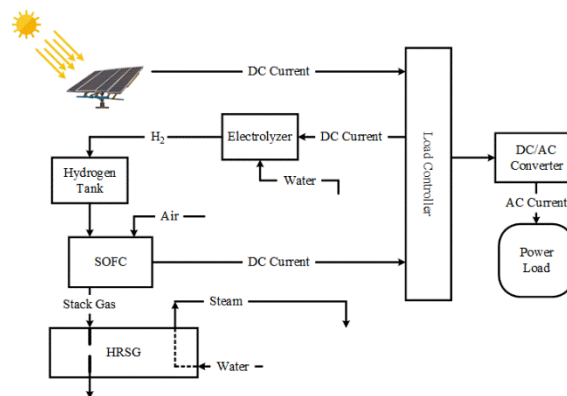 DC Current
H2
Electrolyzer
DC Current
Load Controller
DC/AC
Converter
Water
Hydrogen
Tank
AC Current
Air
Power
Load
SOFC
DC Current
Stack Gas
Steam
HRSG
Water